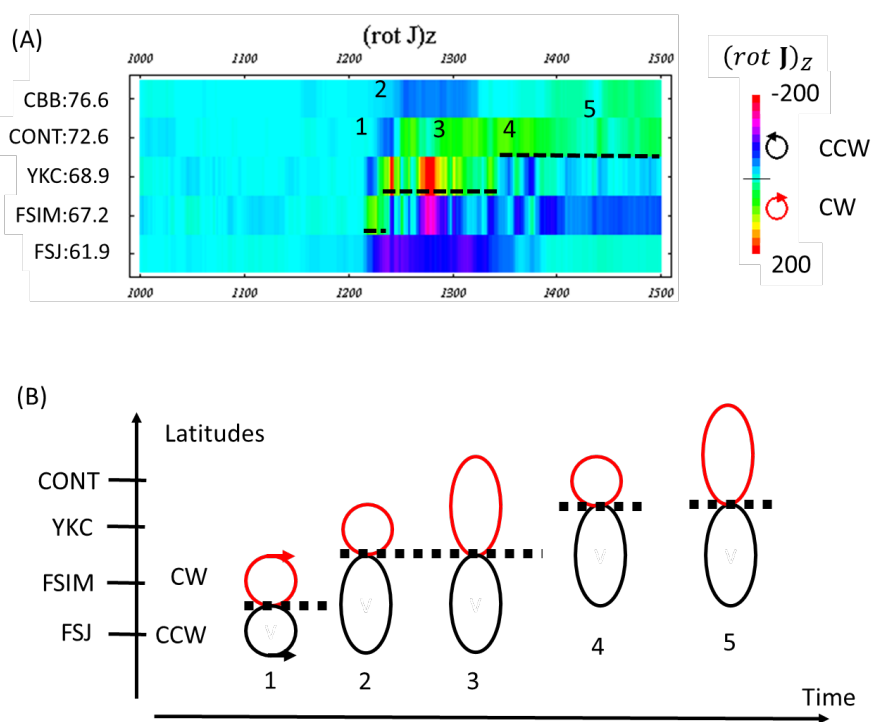 (A)
(rot J)z
1000 1100 1200 1300 1400 1500
CBB:76.6
CONT:72.6
YKC:68.9
FSIM:67.2
FSJ:61.9
1 2 3 4 5
1000 1100 1200 1300 1400 1500
(rot J)Z
-200
CCW
CW
200
(B)
Latitudes
CONT
YKC
FSIM
FSJ
CW
CCW
V V V V V
1 2 3 4 5
Time